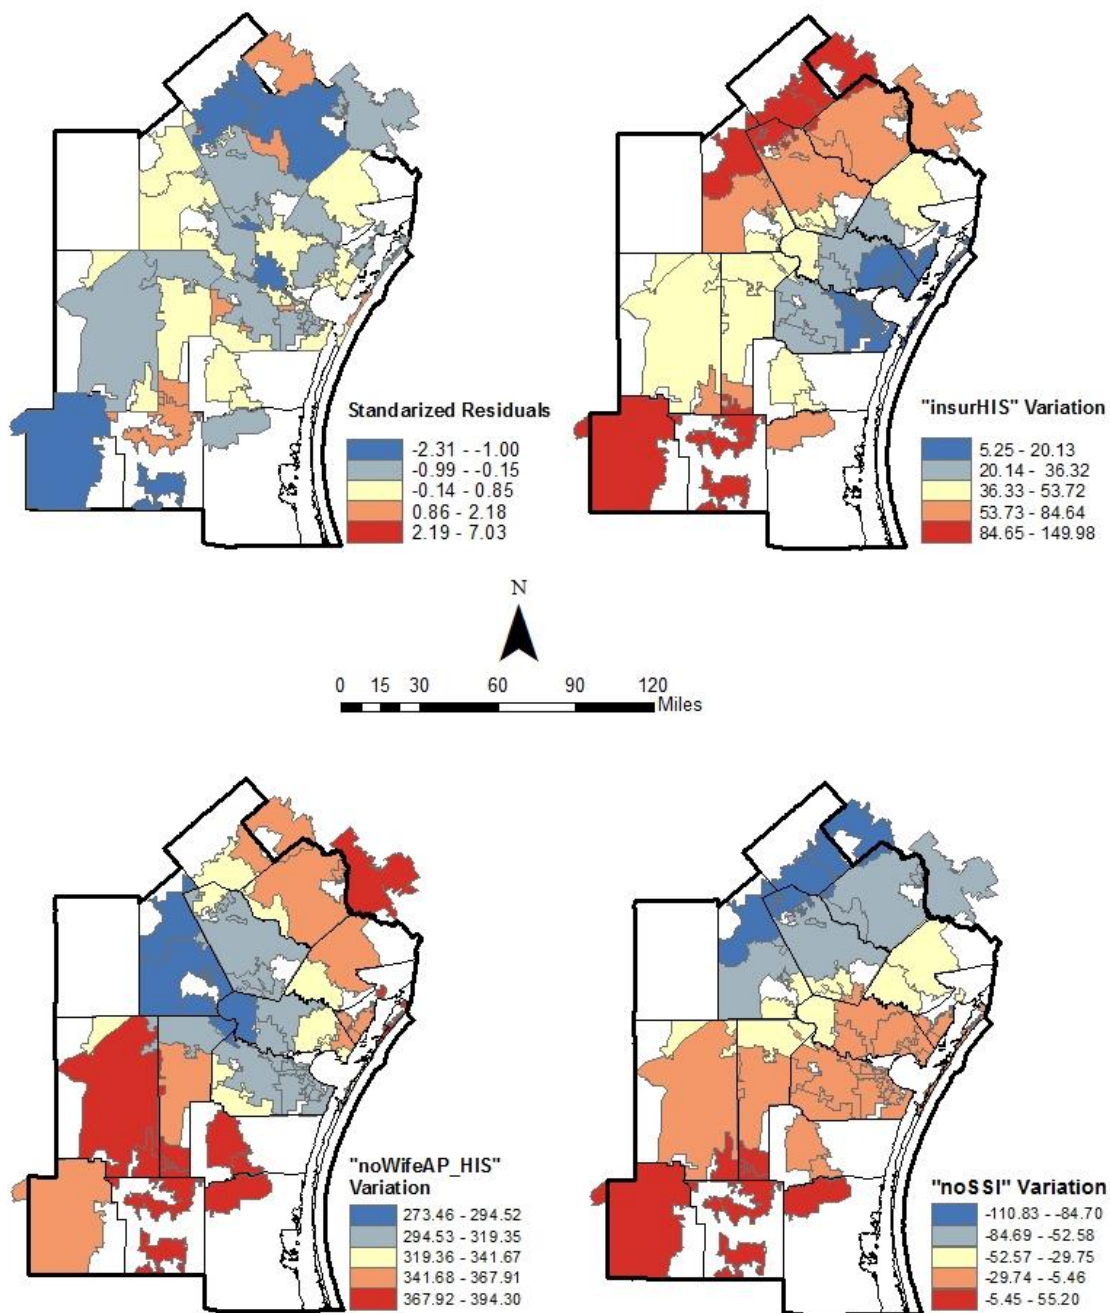 Standarized Residuals
-2.31 - -1.00
-0.99 - -0.15
-0.14 - 0.85
0.86 - 2.18
2.19 - 7.03
"insurHIS" Variation
5.25 - 20.13
20.14 - 36.32
36.33 - 53.72
53.73 - 84.64
84.65 - 149.98
N
0 15 30 60 90 120
Miles
"noWifeAP_HIS"
Variation
273.46 - 294.52
294.53 - 319.35
319.36 - 341.67
341.68 - 367.91
367.92 - 394.30
"noSSI" Variation
-110.83 - -84.70
-84.69 - -52.58
-52.57 - -29.75
-29.74 - -5.46
-5.45 - 55.20